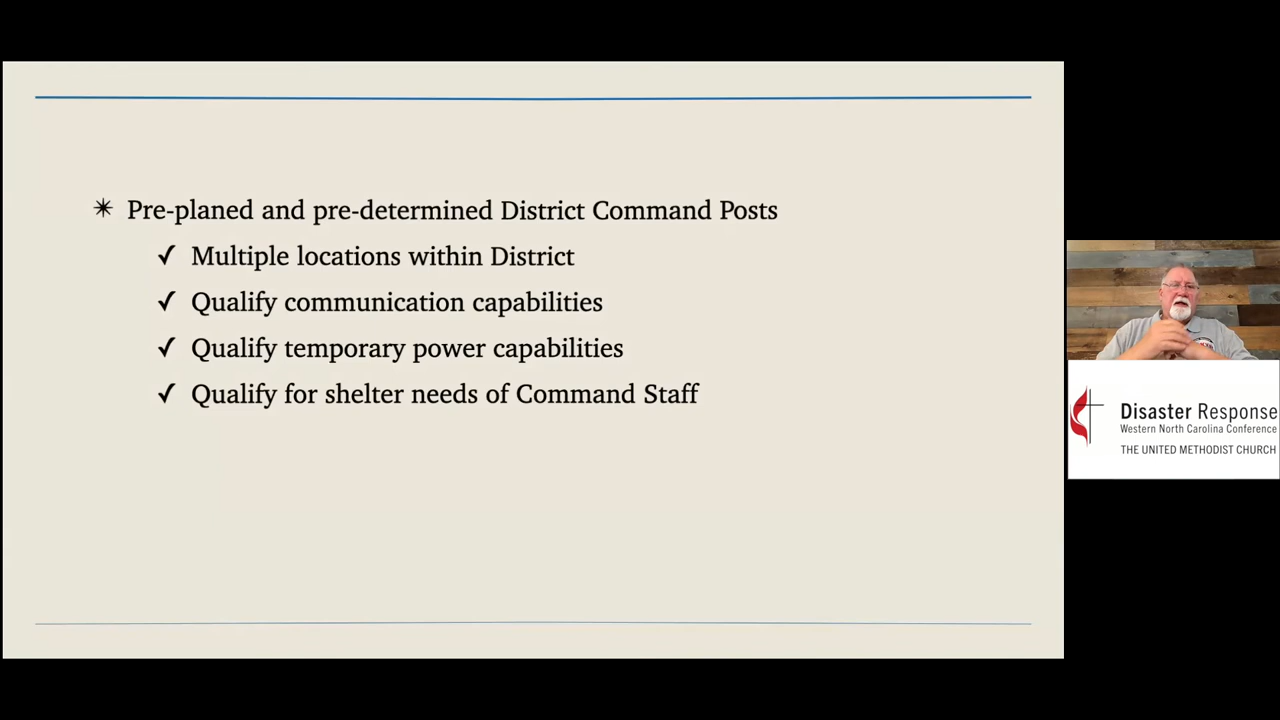 ✴ Pre-planed and pre-determined District Command Posts
✓ Multiple locations within District
✓ Qualify communication capabilities
✓ Qualify temporary power capabilities
✓ Qualify for shelter needs of Command Staff
Disaster Response
Western North Carolina Conference
THE UNITED METHODIST CHURCH